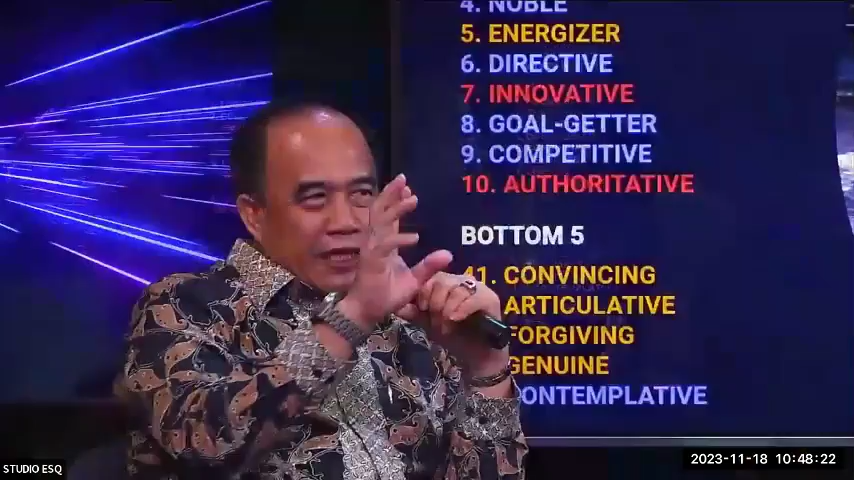 4. NOBLE
5. ENERGIZER
6. DIRECTIVE
7. INNOVATIVE
8. GOAL-GETTER
9. COMPETITIVE
10. AUTHORITATIVE
BOTTOM 5
41. CONVINCING
ARTICULATIVE
FORGIVING
GENUINE
CONTEMPLATIVE
STUDIO ESQ
2023-11-18 10:48:22